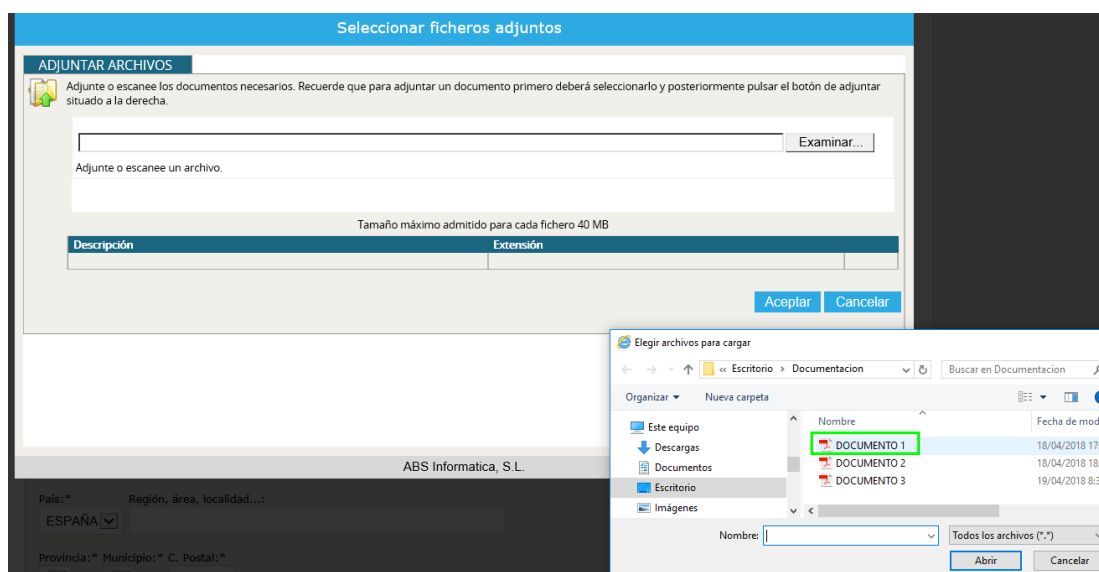 Seleccionar ficheros adjuntos
ADJUNTAR ARCHIVOS
Adjunte o escanee los documentos necesarios. Recuerde que para adjuntar un documento primero deberá seleccionarlo y posteriormente pulsar el botón de adjuntar
situado a la derecha.
Examinar...
Adjunte o escanee un archivo.
Tamaño máximo admitido para cada fichero 40 MB
Descripción Extensión
Aceptar Cancelar
Elegir archivos para cargar
« Escritorio > Documentacion Buscar en Documentacion
Organizar Nueva carpeta
Este equipo
Descargas
Documentos
Escritorio
Imágenes
Nombre Fecha de mod
DOCUMENTO 1 18/04/2018 17:
DOCUMENTO 2 18/04/2018 18:
DOCUMENTO 3 19/04/2018 8:3
Nombre: Todos los archivos (*.*)
Abrir Cancelar
ABS Informatica, S.L.
País:* Región, área, localidad...:
ESPAÑA
Provincia:* Municipio:* C. Postal:*